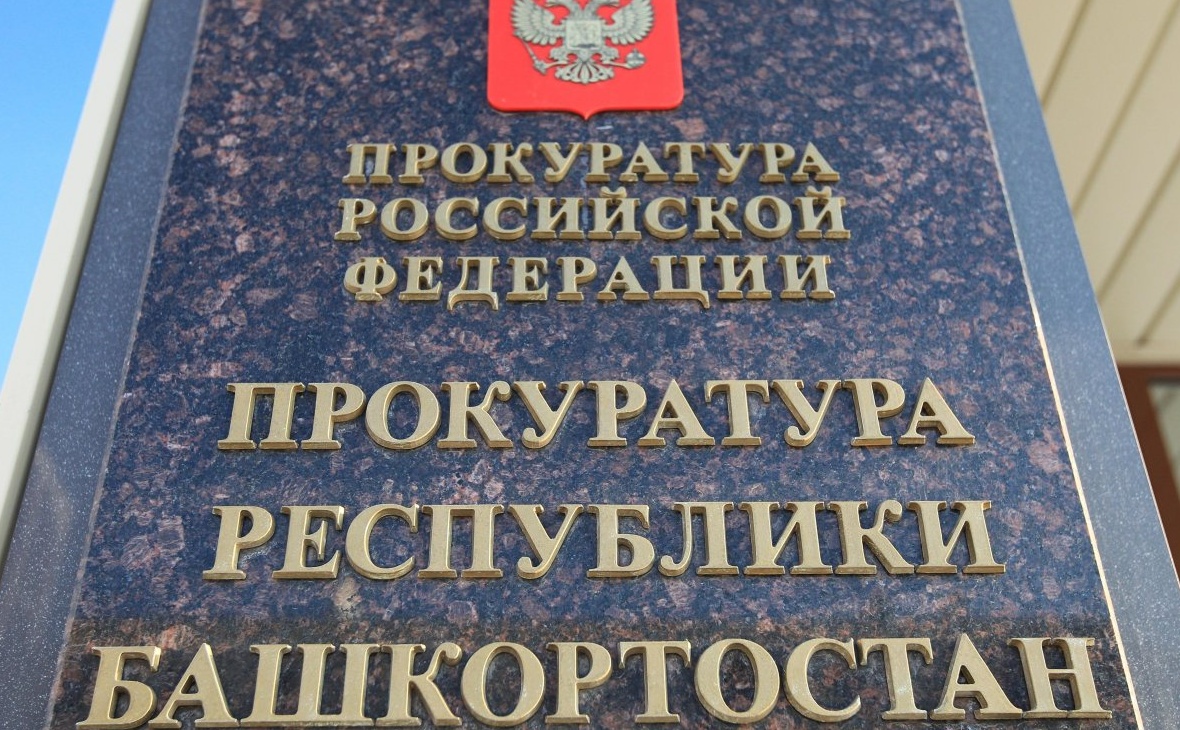 ПРОКУРАТУРА
РОССИЙСКОЙ
ФЕДЕРАЦИИ
ПРОКУРАТУРА
РЕСПУБЛИКИ
БАШКОРТОСТАН